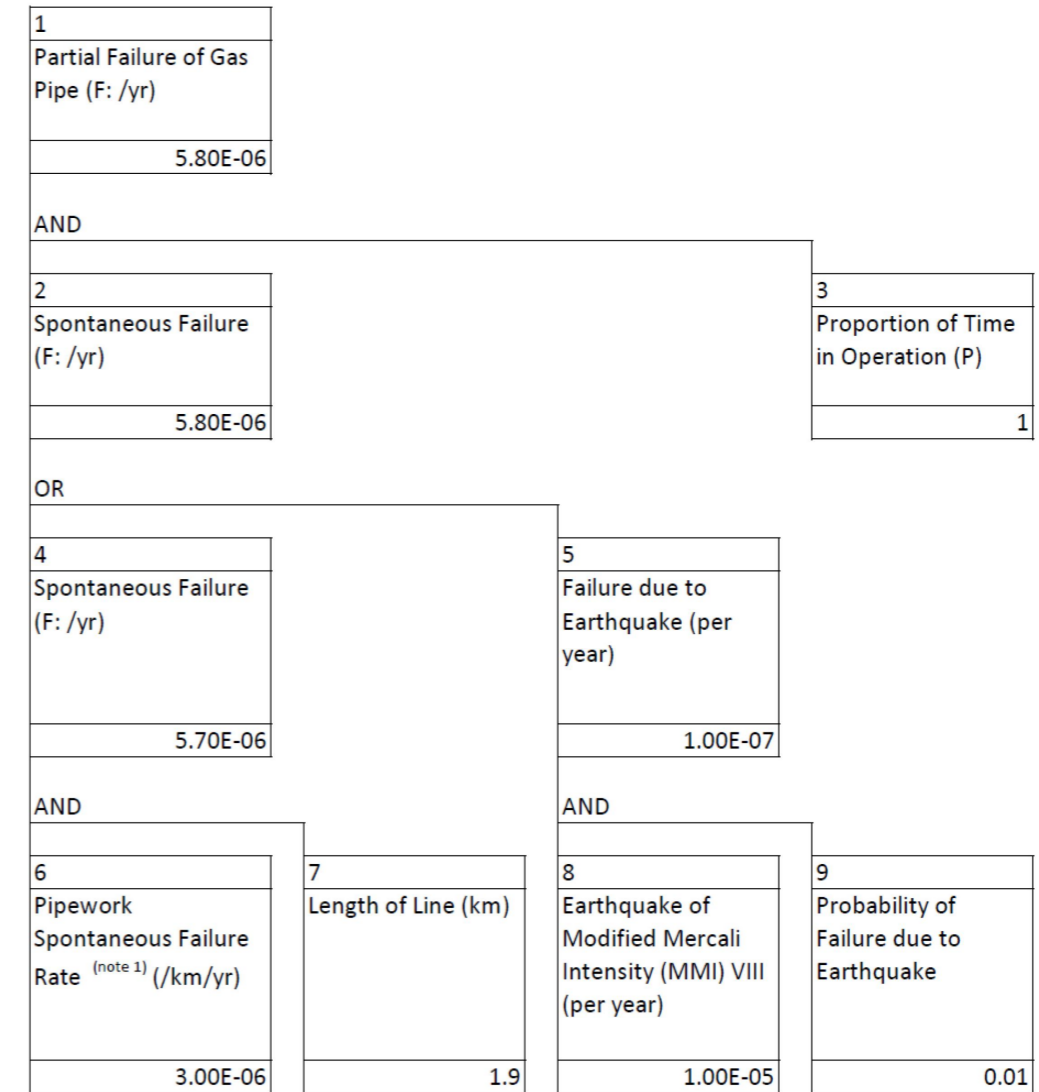 1
Partial Failure of Gas
Pipe (F: /yr)
5.80E-06
AND
2
Spontaneous Failure
(F: /yr)
5.80E-06
3
Proportion of Time
in Operation (P)
1
OR
4
Spontaneous Failure
(F: /yr)
5.70E-06
5
Failure due to
Earthquake (per
year)
1.00E-07
AND
AND
6
Pipework
Spontaneous Failure
Rate (note 1) (/km/yr)
3.00E-06
7
Length of Line (km)
1.9
8
Earthquake of
Modified Mercali
Intensity (MMI) VIII
(per year)
1.00E-05
9
Probability of
Failure due to
Earthquake
0.01